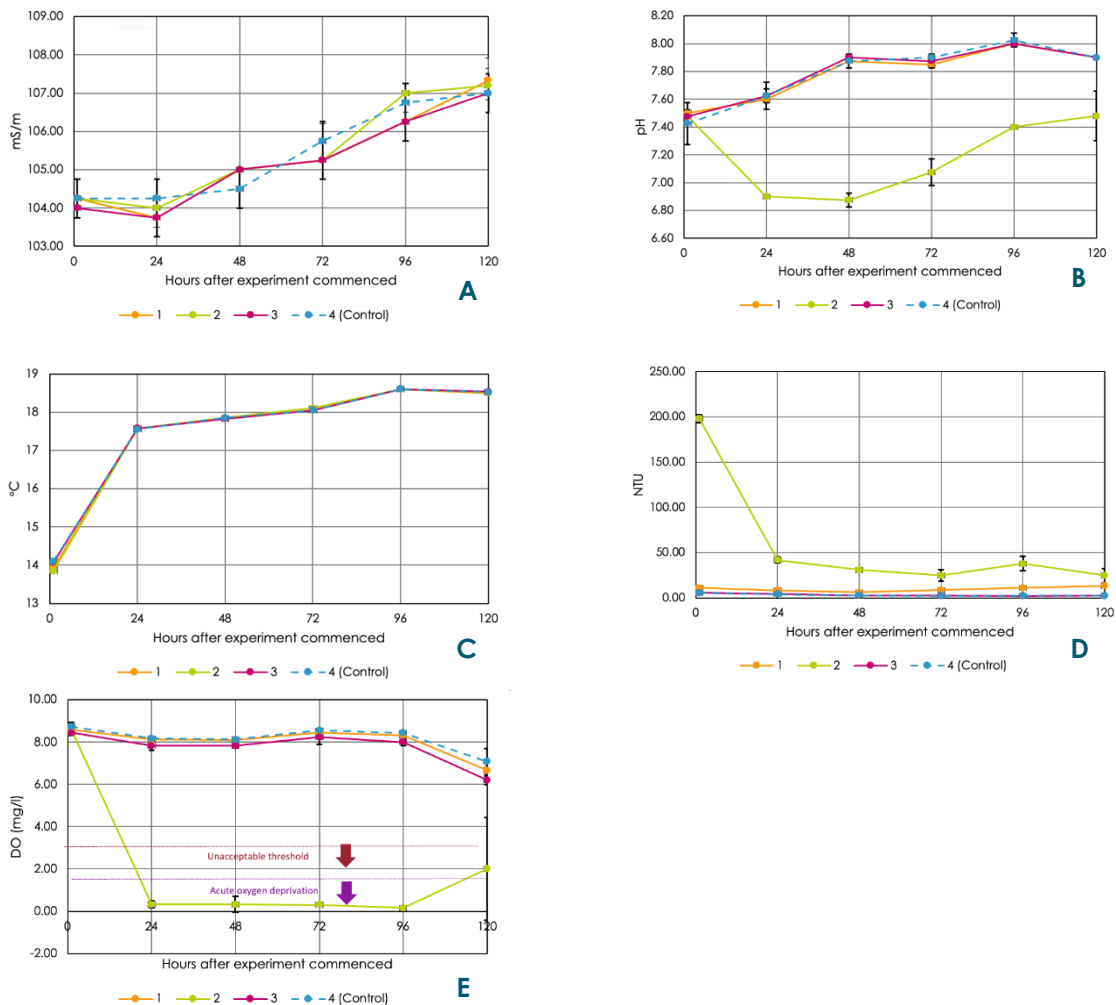 109.00
108.00
107.00
106.00
105.00
104.00
103.00
mS/m
0 24 48 72 96 120
Hours after experiment commenced
A
1 2 3 4 (Control)
8.20
8.00
7.80
7.60
7.40
7.20
7.00
6.80
6.60
pH
0 24 48 72 96 120
Hours after experiment commenced
B
1 2 3 4 (Control)
19
18
17
16
15
14
13
°C
0 24 48 72 96 120
Hours after experiment commenced
C
1 2 3 4 (Control)
250.00
200.00
150.00
100.00
50.00
0.00
NTU
0 24 48 72 96 120
Hours after experiment commenced
D
1 2 3 4 (Control)
10.00
8.00
6.00
4.00
2.00
0.00
-2.00
DO (mg/l)
Unacceptable threshold
Acute oxygen deprivation
0 24 48 72 96 120
Hours after experiment commenced
E
1 2 3 4 (Control)